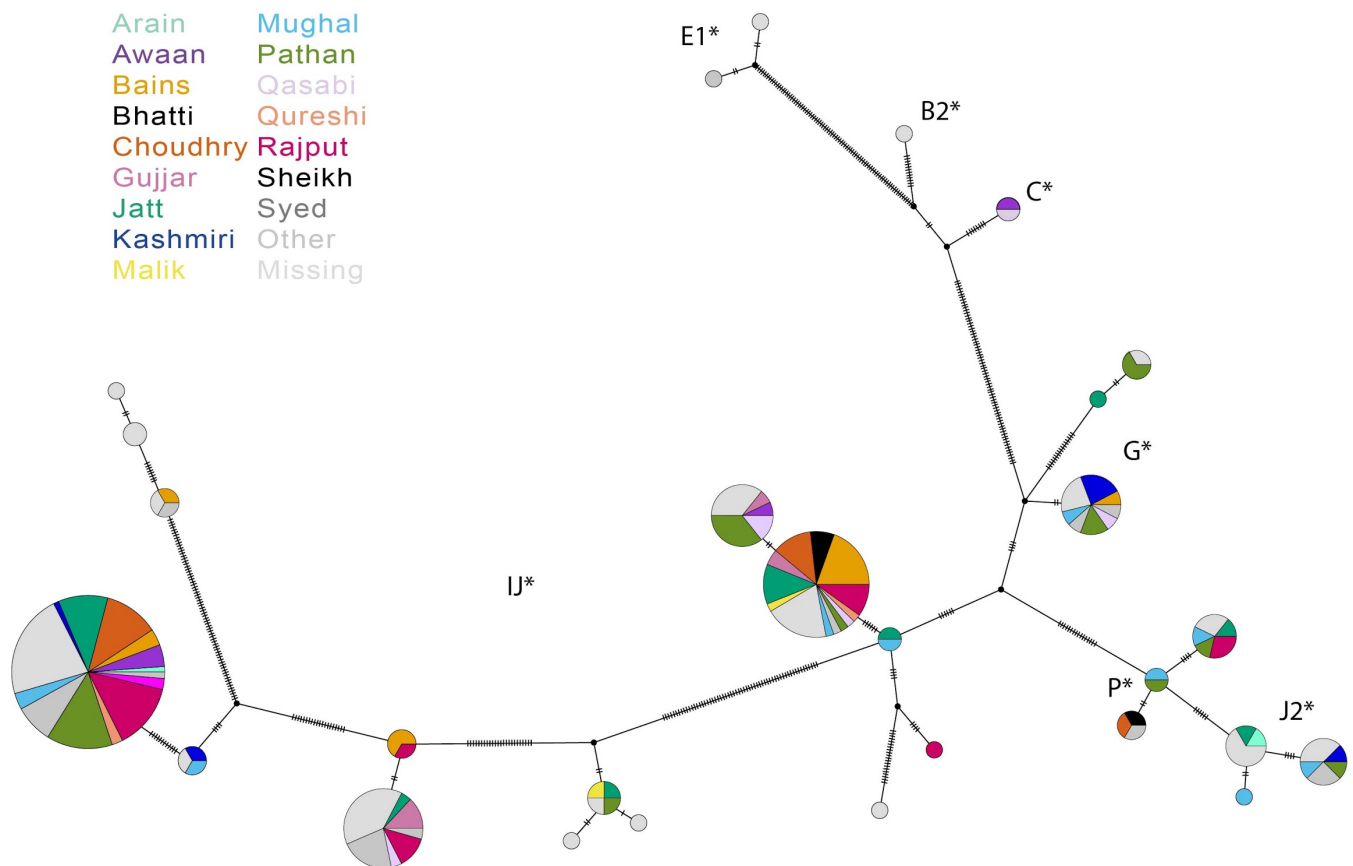 Arain Mughal
Awaan Pathan
Bains Qasabi
Bhatti Qureshi
Choudhry Rajput
Gujjar Sheikh
Jatt Syed
Kashmiri Other
Malik Missing
E1*
B2*
C*
G*
IJ*
P*
J2*